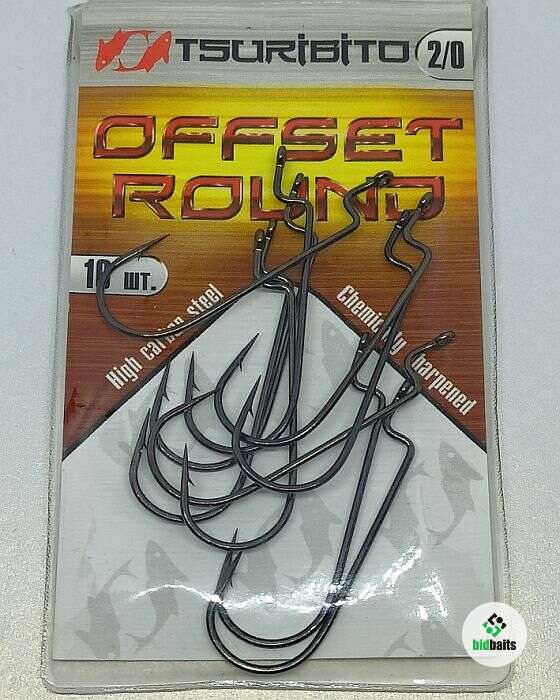 TSURIBITO 2/0
OFFSET
ROUND
10 шт.
High carbon steel
Chemically sharpened
bidbaits